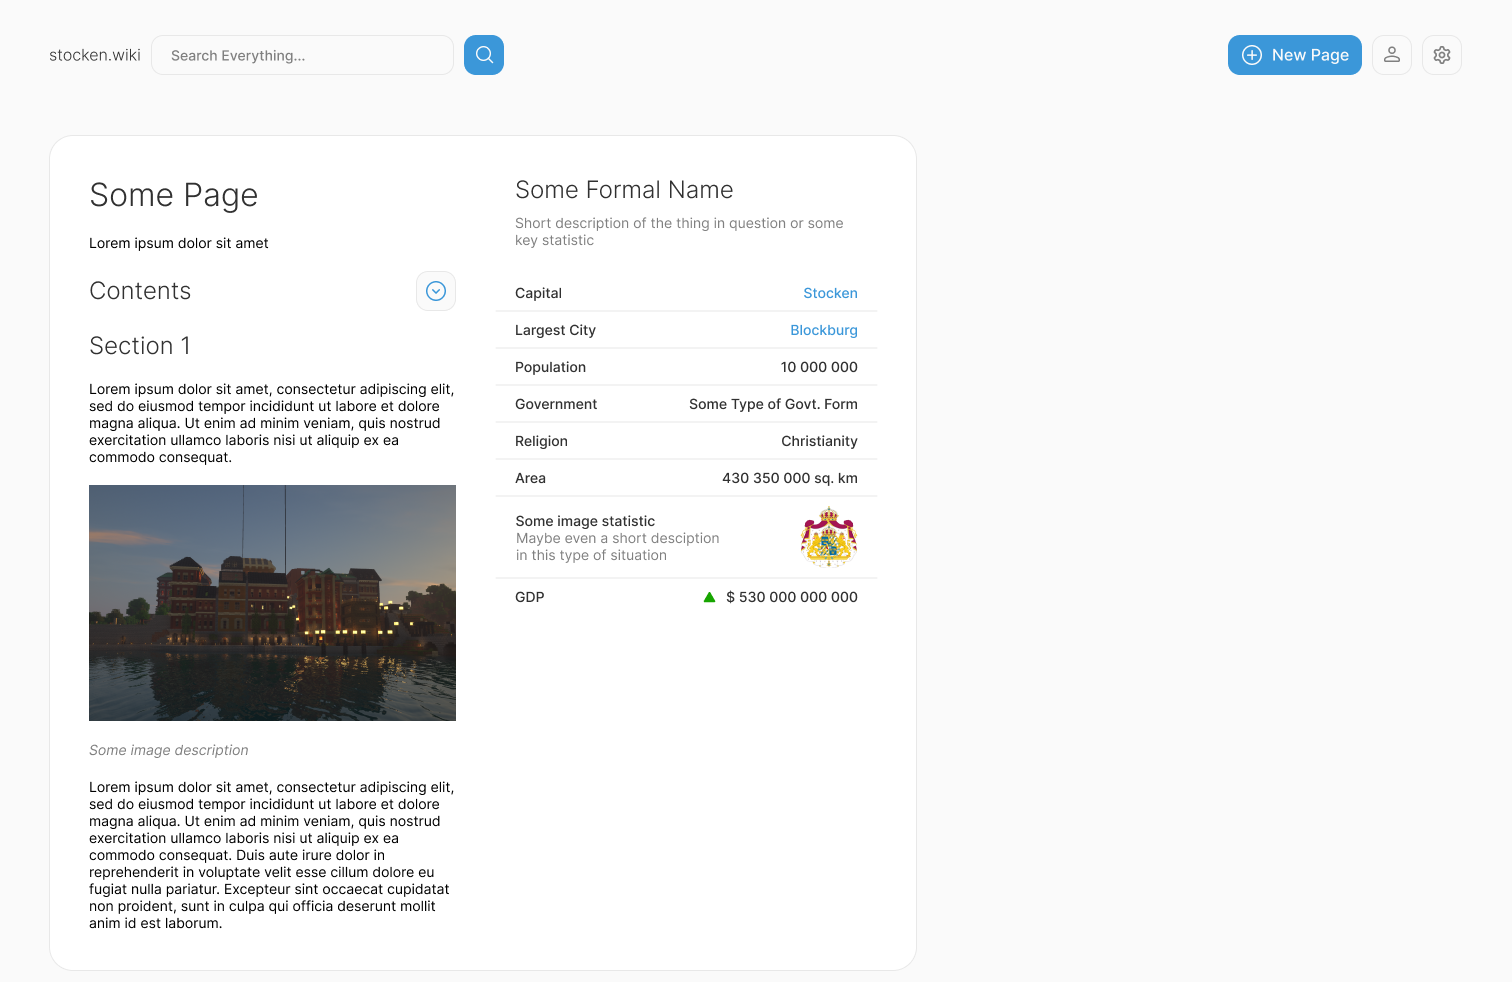 stocken.wiki
Search Everything...
New Page
Some Page
Lorem ipsum dolor sit amet
Contents
Section 1
Lorem ipsum dolor sit amet, consectetur adipiscing elit,
sed do eiusmod tempor incididunt ut labore et dolore
magna aliqua. Ut enim ad minim veniam, quis nostrud
exercitation ullamco laboris nisi ut aliquip ex ea
commodo consequat.
Some image description
Lorem ipsum dolor sit amet, consectetur adipiscing elit,
sed do eiusmod tempor incididunt ut labore et dolore
magna aliqua. Ut enim ad minim veniam, quis nostrud
exercitation ullamco laboris nisi ut aliquip ex ea
commodo consequat. Duis aute irure dolor in
reprehenderit in voluptate velit esse cillum dolore eu
fugiat nulla pariatur. Excepteur sint occaecat cupidatat
non proident, sunt in culpa qui officia deserunt mollit
anim id est laborum.
Some Formal Name
Short description of the thing in question or some
key statistic
Capital Stocken
Largest City Blockburg
Population 10 000 000
Government Some Type of Govt. Form
Religion Christianity
Area 430 350 000 sq. km
Some image statistic
Maybe even a short desciption
in this type of situation
GDP ▲ $ 530 000 000 000